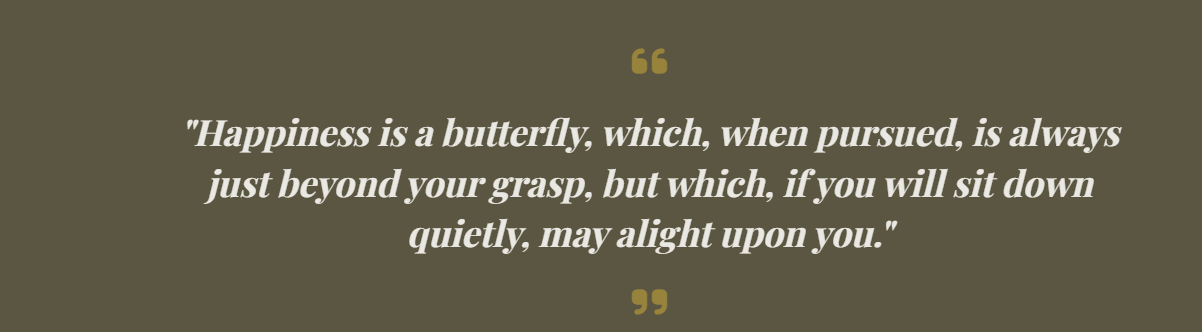 ❝
"Happiness is a butterfly, which, when pursued, is always
just beyond your grasp, but which, if you will sit down
quietly, may alight upon you."
❞